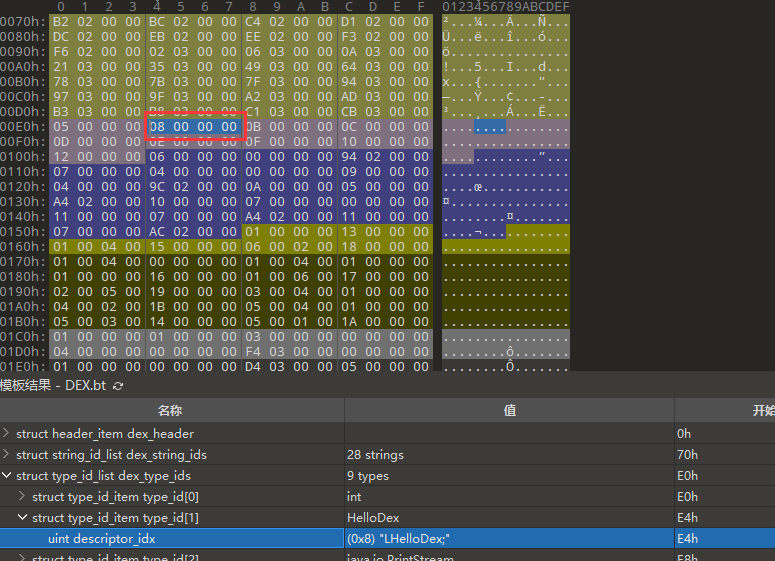 0 1 2 3 4 5 6 7 8 9 A B C D E F 0123456789ABCDEF
0070h: B2 02 00 00 BC 02 00 00 C4 02 00 00 D1 02 00 00 ²...¼...Ä...Ñ...
0080h: DC 02 00 00 EB 02 00 00 EE 02 00 00 F3 02 00 00 Ü...ë...î...ó...
0090h: F6 02 00 00 02 03 00 00 06 03 00 00 0A 03 00 00 ö...............
00A0h: 21 03 00 00 35 03 00 00 49 03 00 00 64 03 00 00 !...5...I...d...
00B0h: 78 03 00 00 7B 03 00 00 7F 03 00 00 94 03 00 00 x...{.......”...
00C0h: 97 03 00 00 9F 03 00 00 A2 03 00 00 AD 03 00 00 —...Ÿ...¢...-...
00D0h: B3 03 00 00 B8 03 00 00 C1 03 00 00 CB 03 00 00 ³...¸...Á...Ë...
00E0h: 05 00 00 00 08 00 00 00 0B 00 00 00 0C 00 00 00 ................
00F0h: 0D 00 00 00 0E 00 00 00 0F 00 00 00 10 00 00 00 ................
0100h: 12 00 00 00 06 00 00 00 00 00 00 00 94 02 00 00 ............”...
0110h: 07 00 00 00 04 00 00 00 00 00 00 00 09 00 00 00 ................
0120h: 04 00 00 00 9C 02 00 00 0A 00 00 00 05 00 00 00 ....œ...........
0130h: A4 02 00 00 10 00 00 00 07 00 00 00 00 00 00 00 ¤...............
0140h: 11 00 00 00 07 00 00 00 A4 02 00 00 11 00 00 00 ........¤.......
0150h: 07 00 00 00 AC 02 00 00 01 00 00 00 13 00 00 00 ....¬...........
0160h: 01 00 04 00 15 00 00 00 06 00 02 00 18 00 00 00 ................
0170h: 01 00 04 00 00 00 00 00 01 00 04 00 01 00 00 00 ................
0180h: 01 00 00 00 16 00 00 00 01 00 06 00 17 00 00 00 ................
0190h: 02 00 05 00 19 00 00 00 03 00 04 00 01 00 00 00 ................
01A0h: 04 00 02 00 1B 00 00 00 05 00 04 00 01 00 00 00 ................
01B0h: 05 00 03 00 14 00 00 00 05 00 01 00 1A 00 00 00 ................
01C0h: 01 00 00 00 01 00 00 00 03 00 00 00 00 00 00 00 ................
01D0h: 04 00 00 00 00 00 00 00 F4 03 00 00 00 00 00 00 ........ô.......
01E0h: 01 00 00 00 00 00 00 00 D4 03 00 00 05 00 00 00 ........Ô.......
模板结果 - DEX.bt
名称 值 开始
struct header_item dex_header 0h
struct string_id_list dex_string_ids 28 strings 70h
struct type_id_list dex_type_ids 9 types E0h
struct type_id_item type_id[0] int E0h
struct type_id_item type_id[1] HelloDex E4h
uint descriptor_idx (0x8) "LHelloDex;" E4h
struct type_id_item type_id[2] java.io.PrintStream E8h